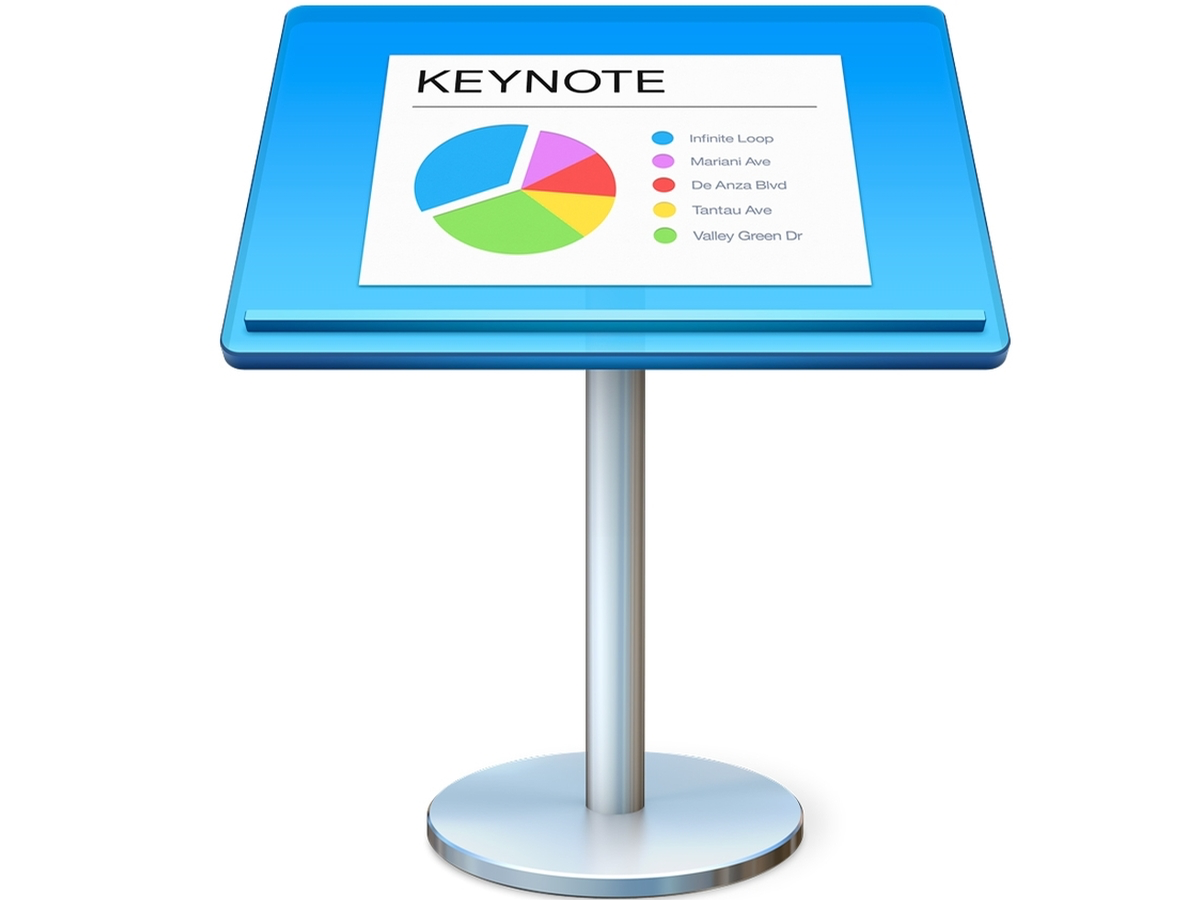 KEYNOTE
Infinite Loop
Mariani Ave
De Anza Blvd
Tantau Ave
Valley Green Dr